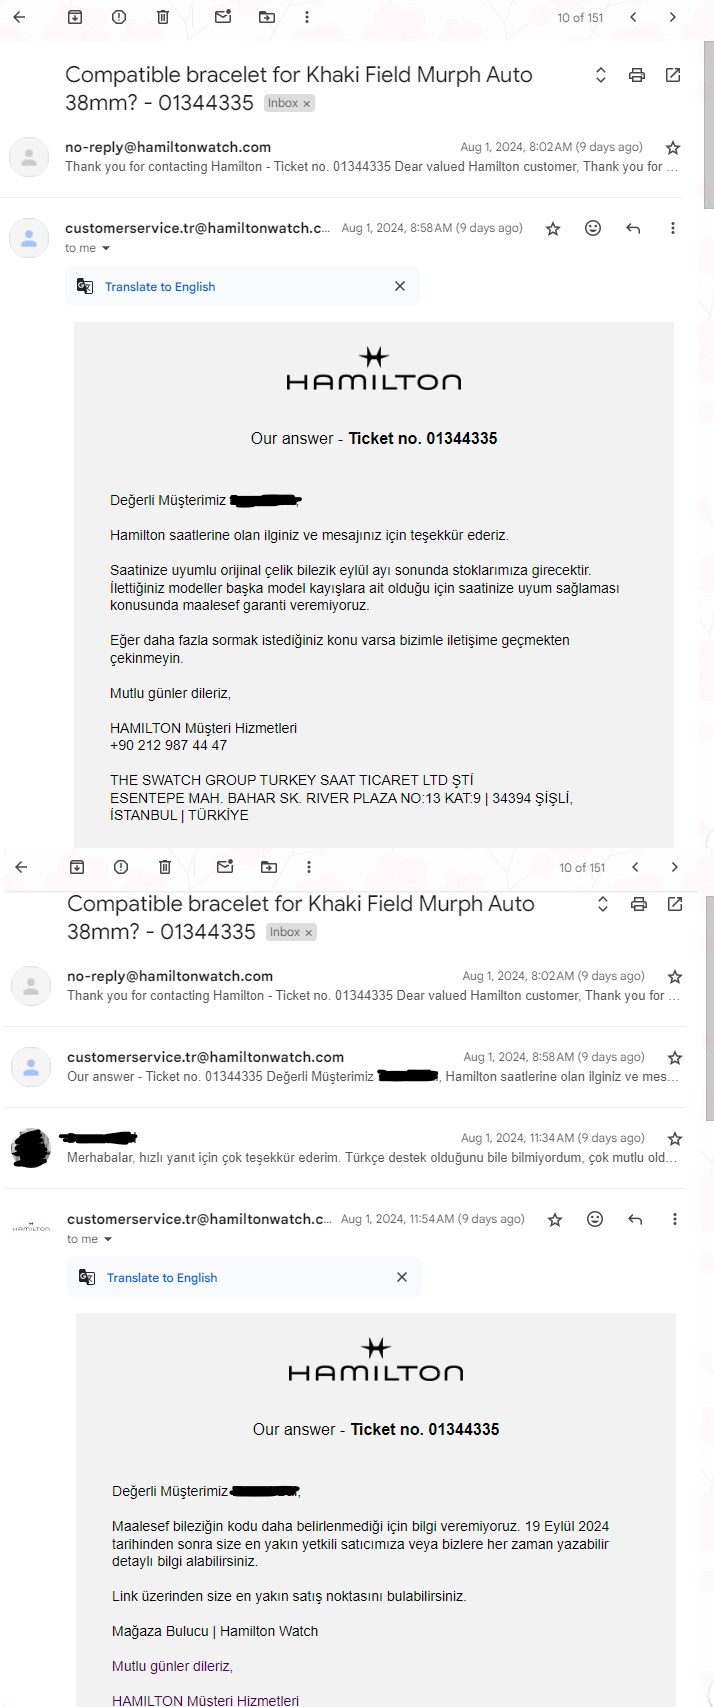 10 of 151
Compatible bracelet for Khaki Field Murph Auto
38mm? - 01344335 Inbox ×
no-reply@hamiltonwatch.com Aug 1, 2024, 8:02 AM (9 days ago)
Thank you for contacting Hamilton - Ticket no. 01344335 Dear valued Hamilton customer, Thank you for ...
customerservice.tr@hamiltonwatch.c... Aug 1, 2024, 8:58 AM (9 days ago)
to me
Translate to English
HAMILTON
Our answer - Ticket no. 01344335
Değerli Müşterimiz
Hamilton saatlerine olan ilginiz ve mesajınız için teşekkür ederiz.
Saatinize uyumlu orijinal çelik bilezik eylül ayı sonunda stoklarımıza girecektir.
İlettiğiniz modeller başka model kayışlara ait olduğu için saatinize uyum sağlaması
konusunda maalesef garanti veremiyoruz.
Eğer daha fazla sormak istediğiniz konu varsa bizimle iletişime geçmekten
çekinmeyin.
Mutlu günler dileriz,
HAMILTON Müşteri Hizmetleri
+90 212 987 44 47
THE SWATCH GROUP TURKEY SAAT TICARET LTD ŞTİ
ESENTEPE MAH. BAHAR SK. RIVER PLAZA NO:13 KAT:9 | 34394 ŞİŞLİ,
İSTANBUL | TÜRKİYE
10 of 151
Compatible bracelet for Khaki Field Murph Auto
38mm? - 01344335 Inbox ×
no-reply@hamiltonwatch.com Aug 1, 2024, 8:02 AM (9 days ago)
Thank you for contacting Hamilton - Ticket no. 01344335 Dear valued Hamilton customer, Thank you for ...
customerservice.tr@hamiltonwatch.com Aug 1, 2024, 8:58 AM (9 days ago)
Our answer - Ticket no. 01344335 Değerli Müşterimiz , Hamilton saatlerine olan ilginiz ve mes...
Aug 1, 2024, 11:34 AM (9 days ago)
Merhabalar, hızlı yanıt için çok teşekkür ederim. Türkçe destek olduğunu bile bilmiyordum, çok mutlu old...
HAMILTON
customerservice.tr@hamiltonwatch.c... Aug 1, 2024, 11:54 AM (9 days ago)
to me
Translate to English
HAMILTON
Our answer - Ticket no. 01344335
Değerli Müşterimiz ,
Maalesef bileziğin kodu daha belirlenmediği için bilgi veremiyoruz. 19 Eylül 2024
tarihinden sonra size en yakın yetkili satıcımıza veya bizlere her zaman yazabilir
detaylı bilgi alabilirsiniz.
Link üzerinden size en yakın satış noktasını bulabilirsiniz.
Mağaza Bulucu | Hamilton Watch
Mutlu günler dileriz,
HAMILTON Müşteri Hizmetleri